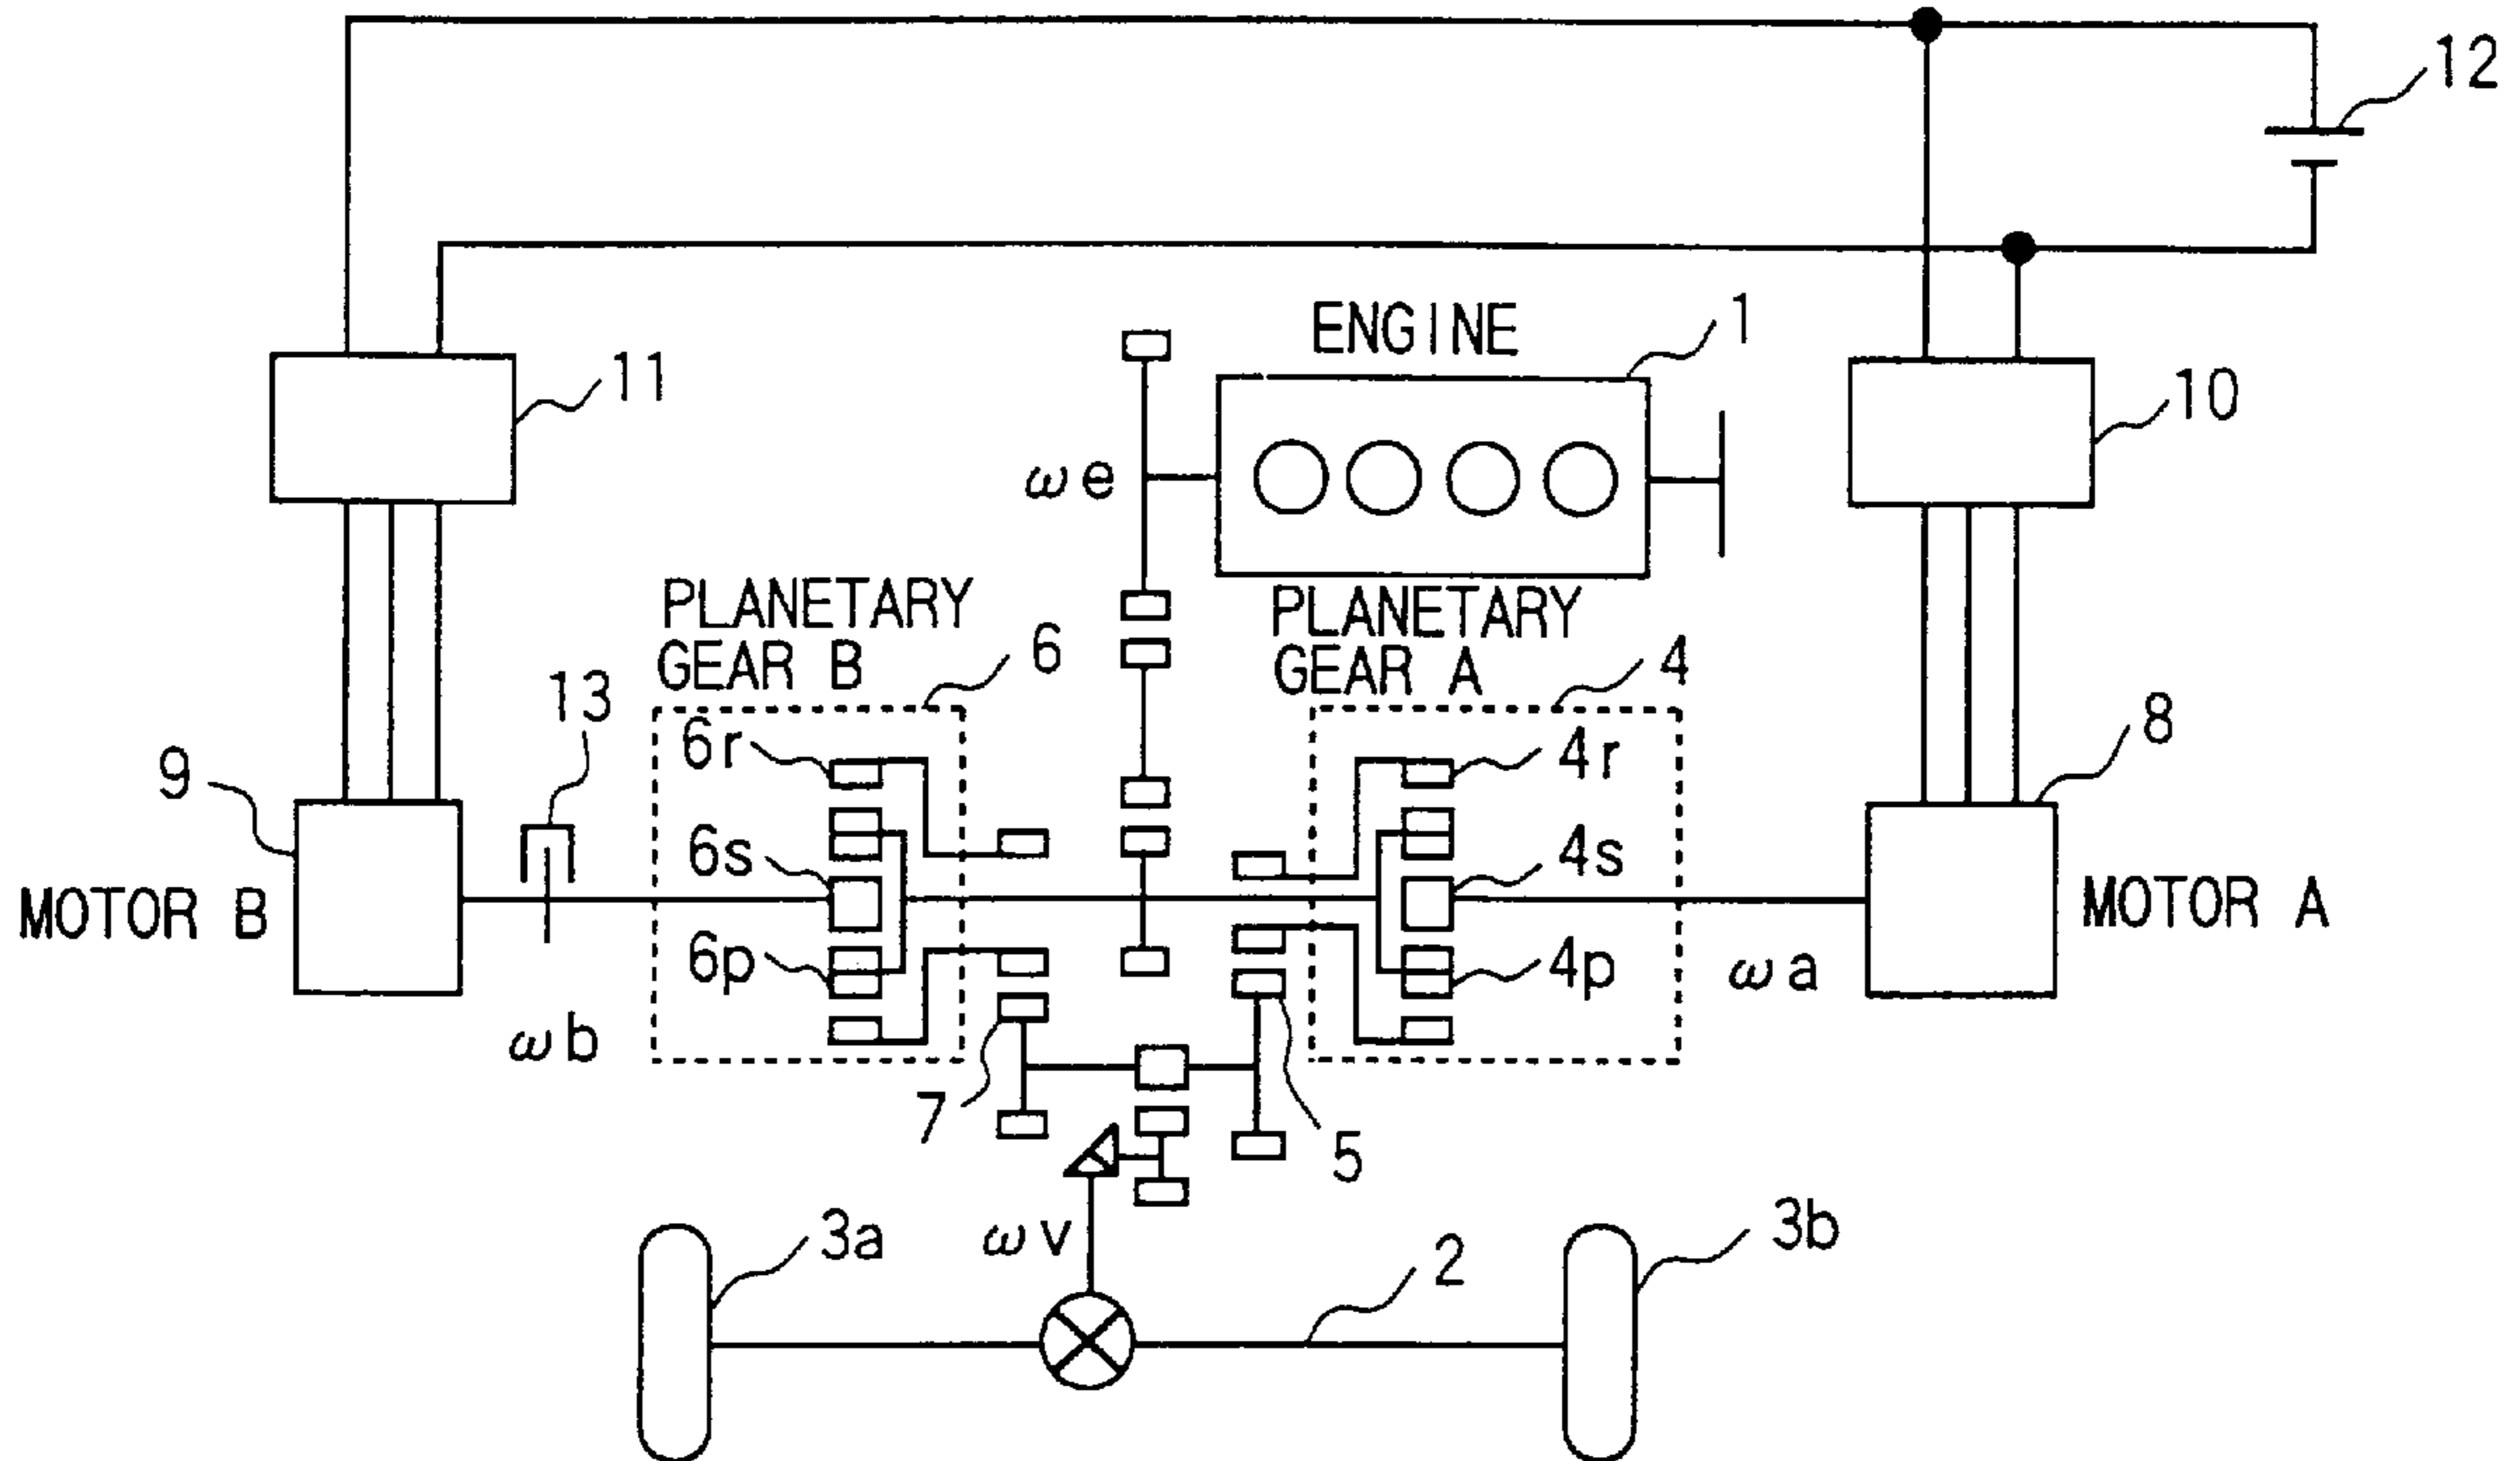 12
ENGINE
1
11
10
ωe
PLANETARY
GEAR B
6
PLANETARY
GEAR A
4
13
8
9
6r
4r
6s
4s
MOTOR B
MOTOR A
6p
4p
ωa
ωb
7
5
3a
ωv
2
3b